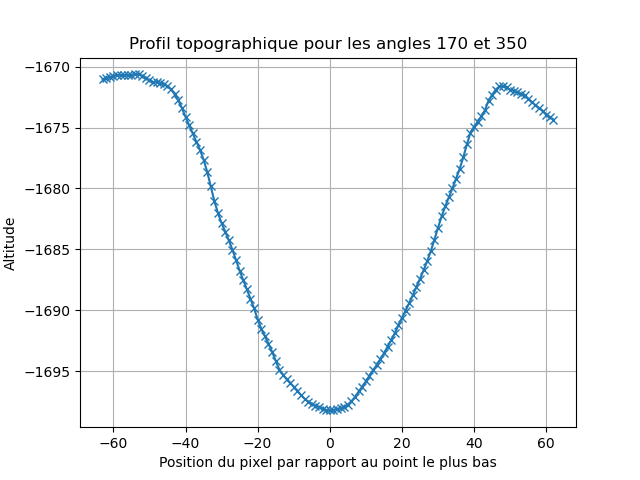 Profil topographique pour les angles 170 et 350
−1670
−1675
−1680
−1685
−1690
−1695
Altitude
−60 −40 −20 0 20 40 60
Position du pixel par rapport au point le plus bas